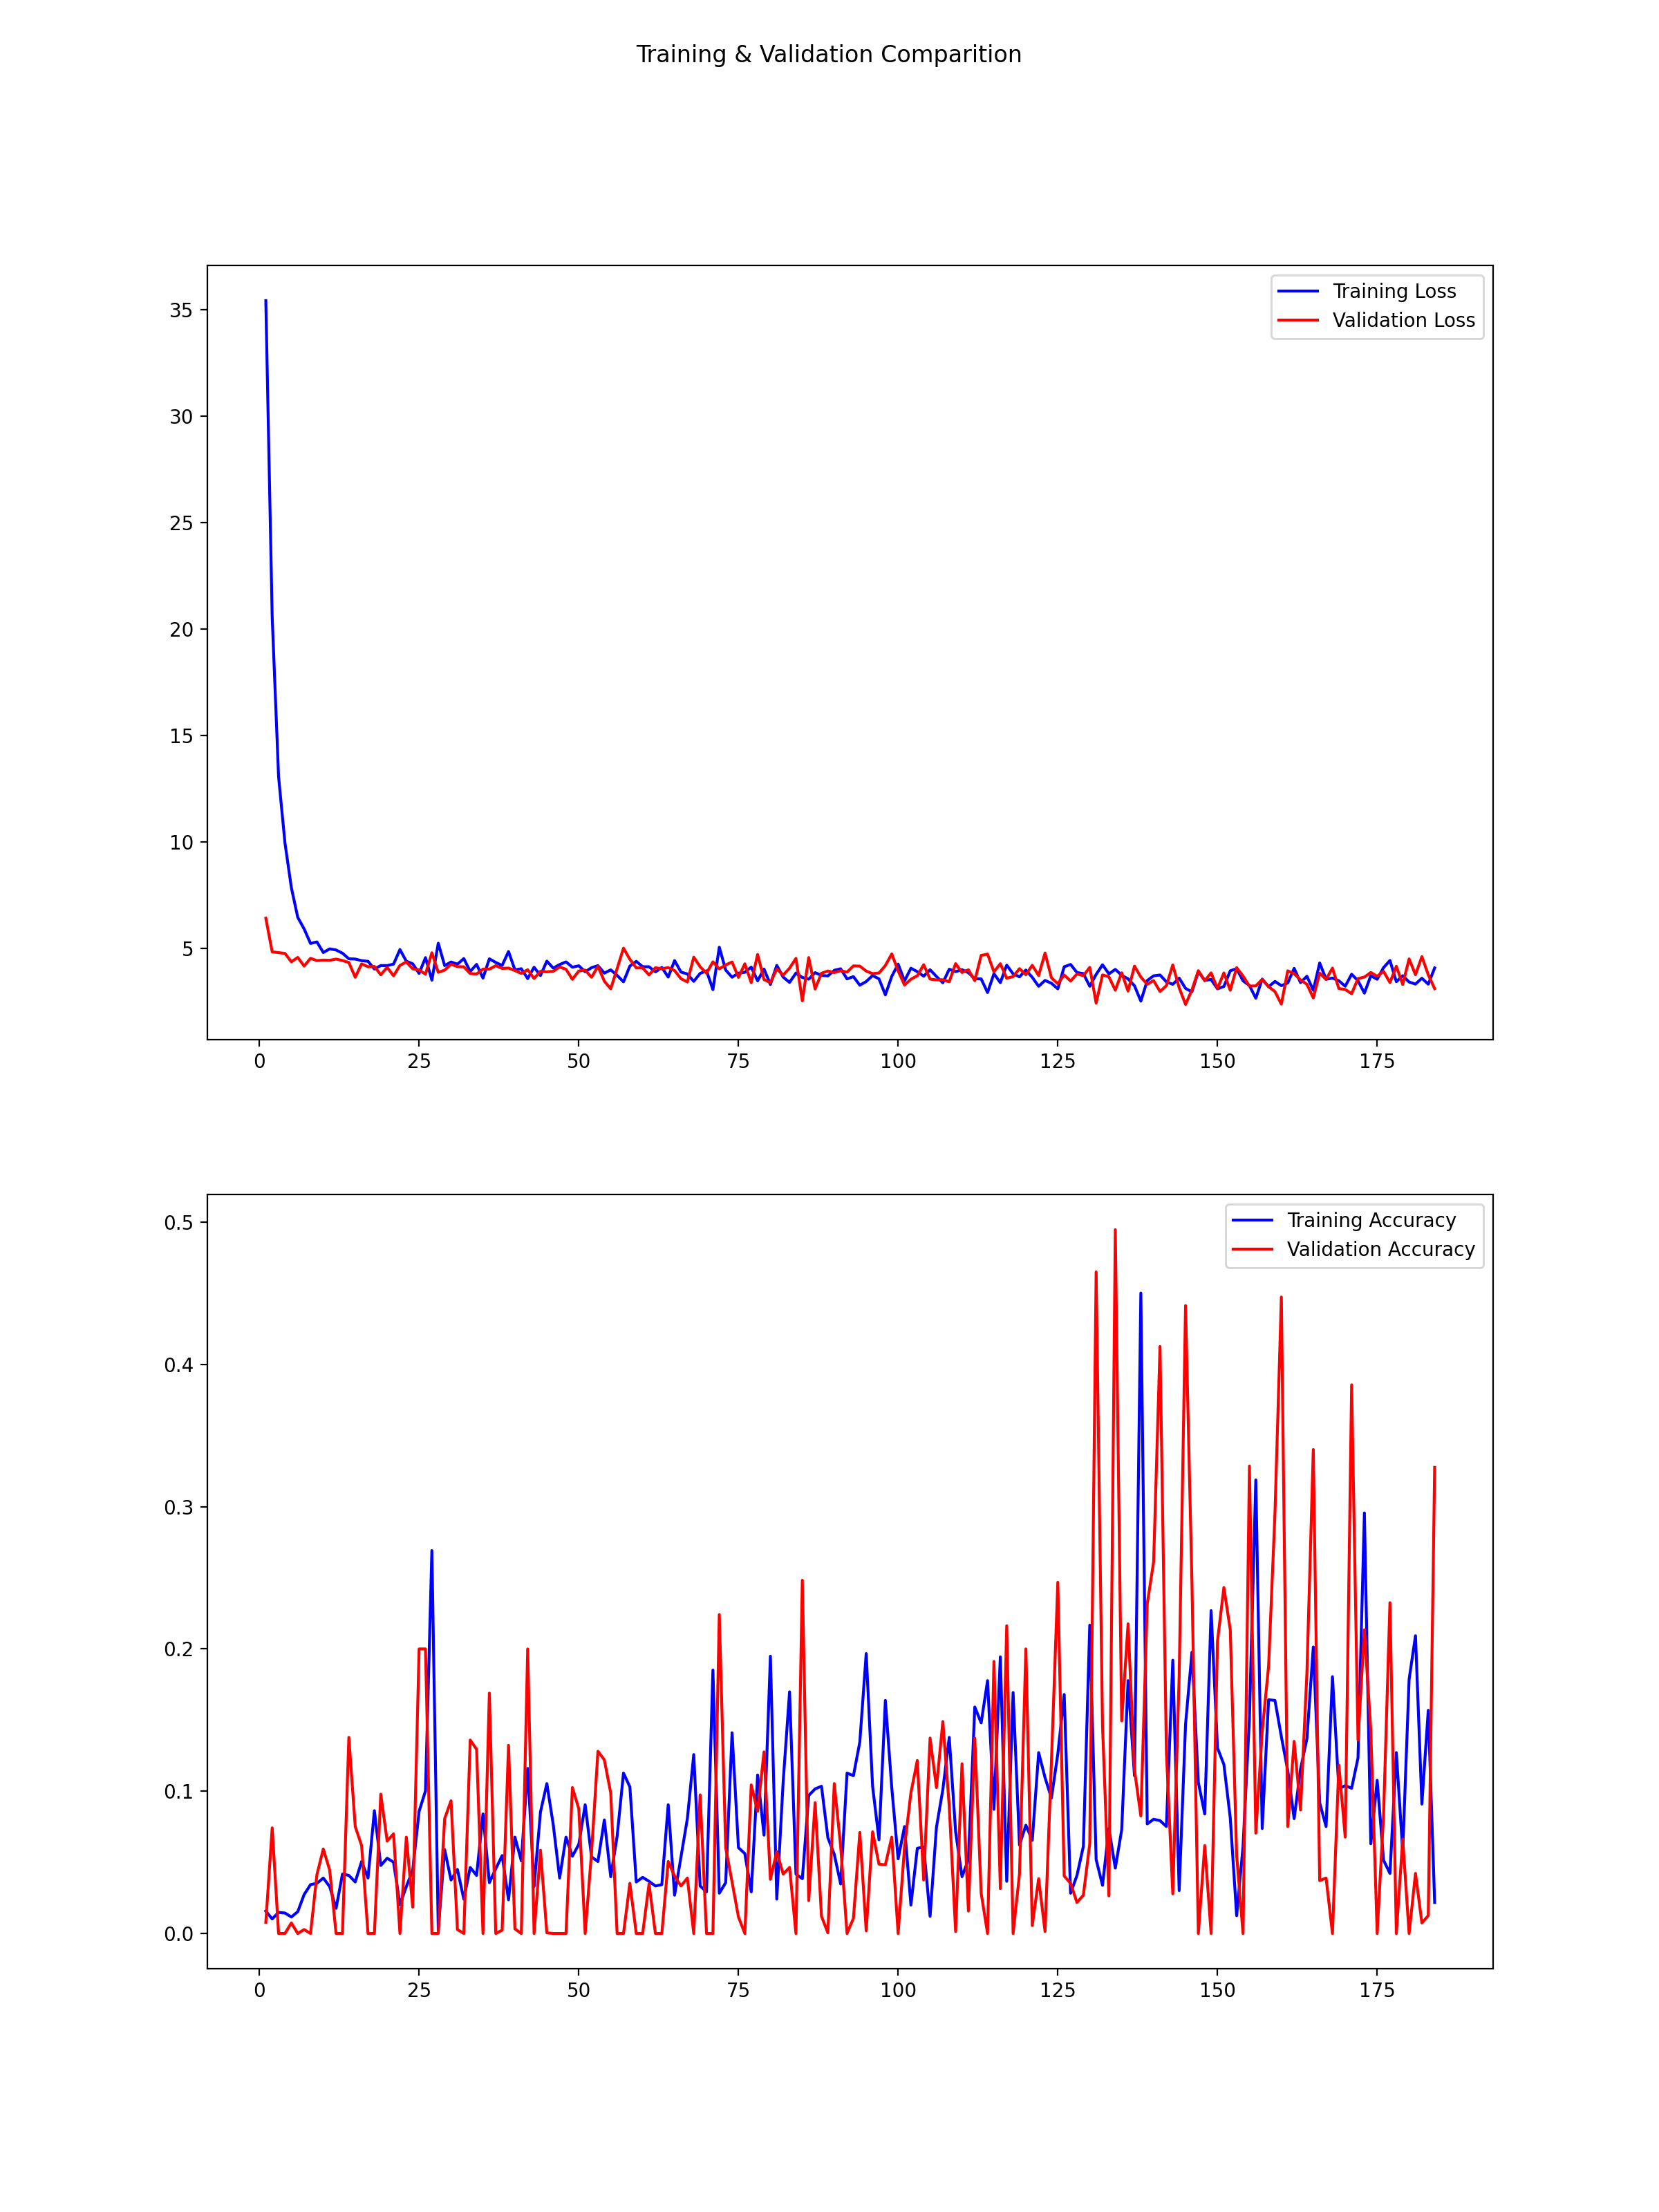 Training & Validation Comparition
Training Loss
Validation Loss
35
30
25
20
15
10
5
0 25 50 75 100 125 150 175
Training Accuracy
Validation Accuracy
0.5
0.4
0.3
0.2
0.1
0.0
0 25 50 75 100 125 150 175